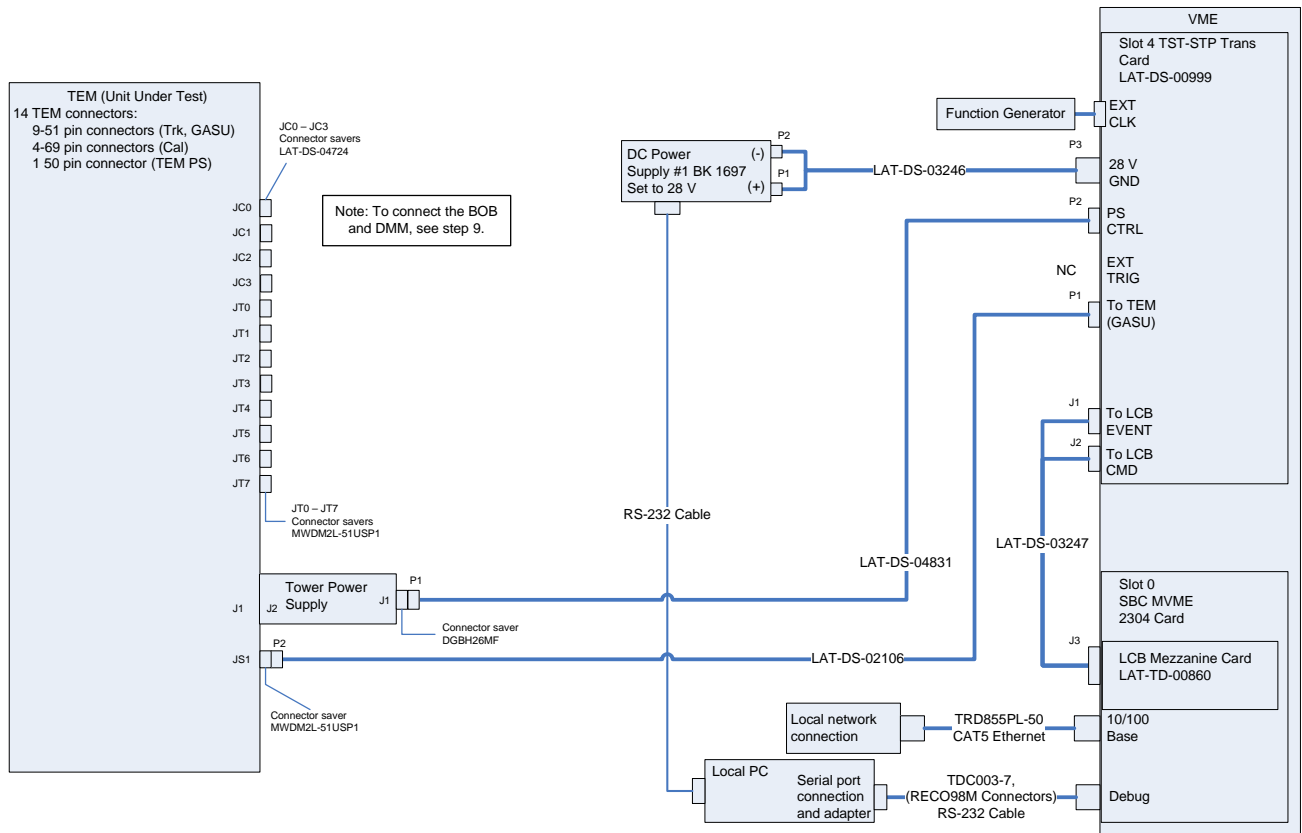 VME
Slot 4 TST-STP Trans
Card
LAT-DS-00999
TEM (Unit Under Test)
14 TEM connectors:
9-51 pin connectors (Trk, GASU)
4-69 pin connectors (Cal)
1 50 pin connector (TEM PS)
JC0 – JC3
Connector savers
LAT-DS-04724
Note: To connect the BOB
and DMM, see step 9.
JC0
JC1
JC2
JC3
JT0
JT1
JT2
JT3
JT4
JT5
JT6
JT7
JT0 – JT7
Connector savers
MWDM2L-51USP1
Function Generator
EXT
CLK
DC Power
Supply #1 BK 1697
Set to 28 V
(-)
(+)
P2
P1
LAT-DS-03246
P3
28 V
GND
P2
PS
CTRL
NC
EXT
TRIG
P1
To TEM
(GASU)
J1
To LCB
EVENT
J2
To LCB
CMD
RS-232 Cable
LAT-DS-03247
LAT-DS-04831
J1
J2
Tower Power
Supply
J1
P1
Connector saver
DGBH26MF
Slot 0
SBC MVME
2304 Card
J3
LCB Mezzanine Card
LAT-TD-00860
JS1
P2
LAT-DS-02106
Connector saver
MWDM2L-51USP1
Local network
connection
TRD855PL-50
CAT5 Ethernet
10/100
Base
Local PC
Serial port
connection
and adapter
TDC003-7,
(RECO98M Connectors)
RS-232 Cable
Debug